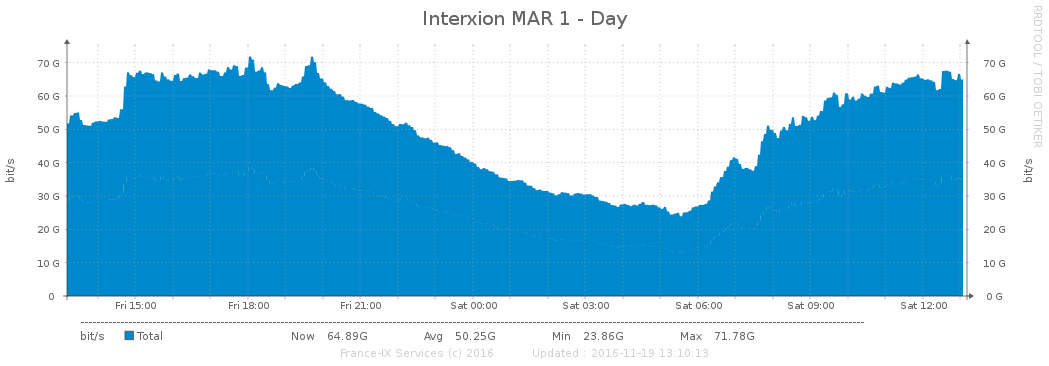 Interxion MAR 1 - Day
RRDTOOL / TOBI OETIKER
70 G 70 G
60 G 60 G
50 G 50 G
40 G 40 G
30 G 30 G
20 G 20 G
10 G 10 G
0 0 G
bit/s bit/s
Fri 15:00 Fri 18:00 Fri 21:00 Sat 00:00 Sat 03:00 Sat 06:00 Sat 09:00 Sat 12:00
bit/s Total Now 64.89G Avg 50.25G Min 23.86G Max 71.78G
France-IX Services (c) 2016 Updated : 2016-11-19 13:10:13